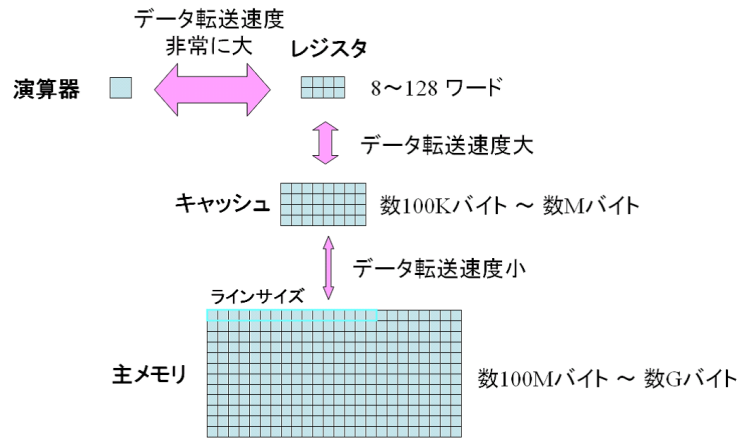 データ転送速度
非常に大
レジスタ
演算器
8～128 ワード
データ転送速度大
キャッシュ
数100Kバイト ～ 数Mバイト
データ転送速度小
ラインサイズ
主メモリ
数100Mバイト ～ 数Gバイト